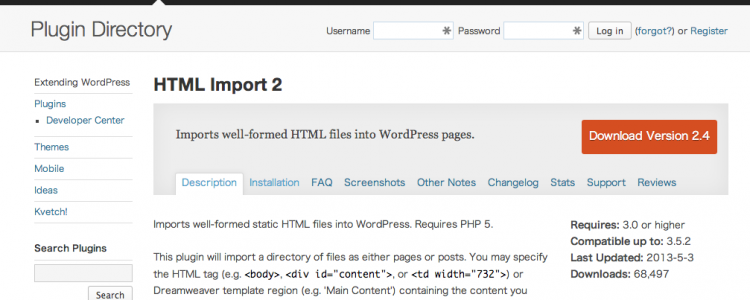 Plugin Directory
Username Password Log in (forgot?) or Register
Extending WordPress
Plugins
Developer Center
Themes
Mobile
Ideas
Kvetch!
Search Plugins
Search
HTML Import 2
Imports well-formed HTML files into WordPress pages.
Download Version 2.4
Description Installation FAQ Screenshots Other Notes Changelog Stats Support Reviews
Imports well-formed static HTML files into WordPress. Requires PHP 5.
This plugin will import a directory of files as either pages or posts. You may specify
the HTML tag (e.g. <body>, <div id="content">, or <td width="732">) or
Dreamweaver template region (e.g. 'Main Content') containing the content you
Requires: 3.0 or higher
Compatible up to: 3.5.2
Last Updated: 2013-5-3
Downloads: 68,497